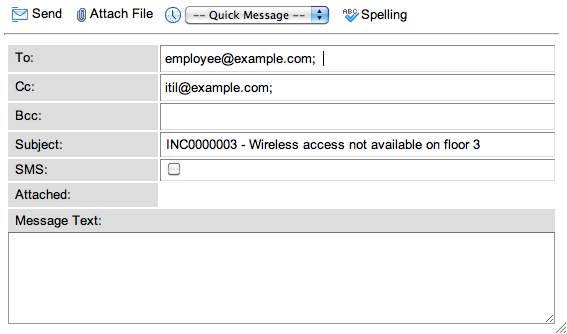 Send Attach File -- Quick Message -- ABC Spelling
To: employee@example.com;
Cc: itil@example.com;
Bcc:
Subject: INC0000003 - Wireless access not available on floor 3
SMS:
Attached:
Message Text: